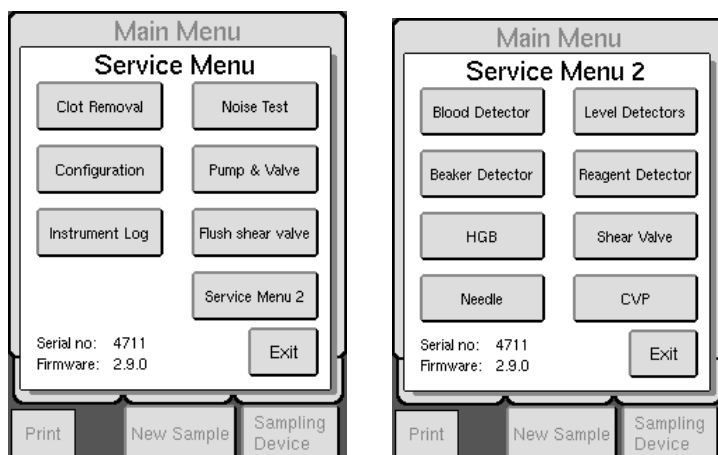 Main Menu
Service Menu
Clot Removal
Noise Test
Configuration
Pump & Valve
Instrument Log
Flush shear valve
Service Menu 2
Serial no: 4711
Firmware: 2.9.0
Exit
Print
New Sample
Sampling
Device
Main Menu
Service Menu 2
Blood Detector
Level Detectors
Beaker Detector
Reagent Detector
HGB
Shear Valve
Needle
CVP
Serial no: 4711
Firmware: 2.9.0
Exit
Print
New Sample
Sampling
Device